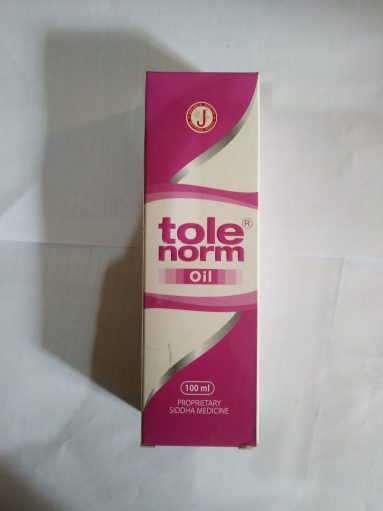 J
tole®
norm
Oil
100 ml
PROPRIETARY
SIDDHA MEDICINE